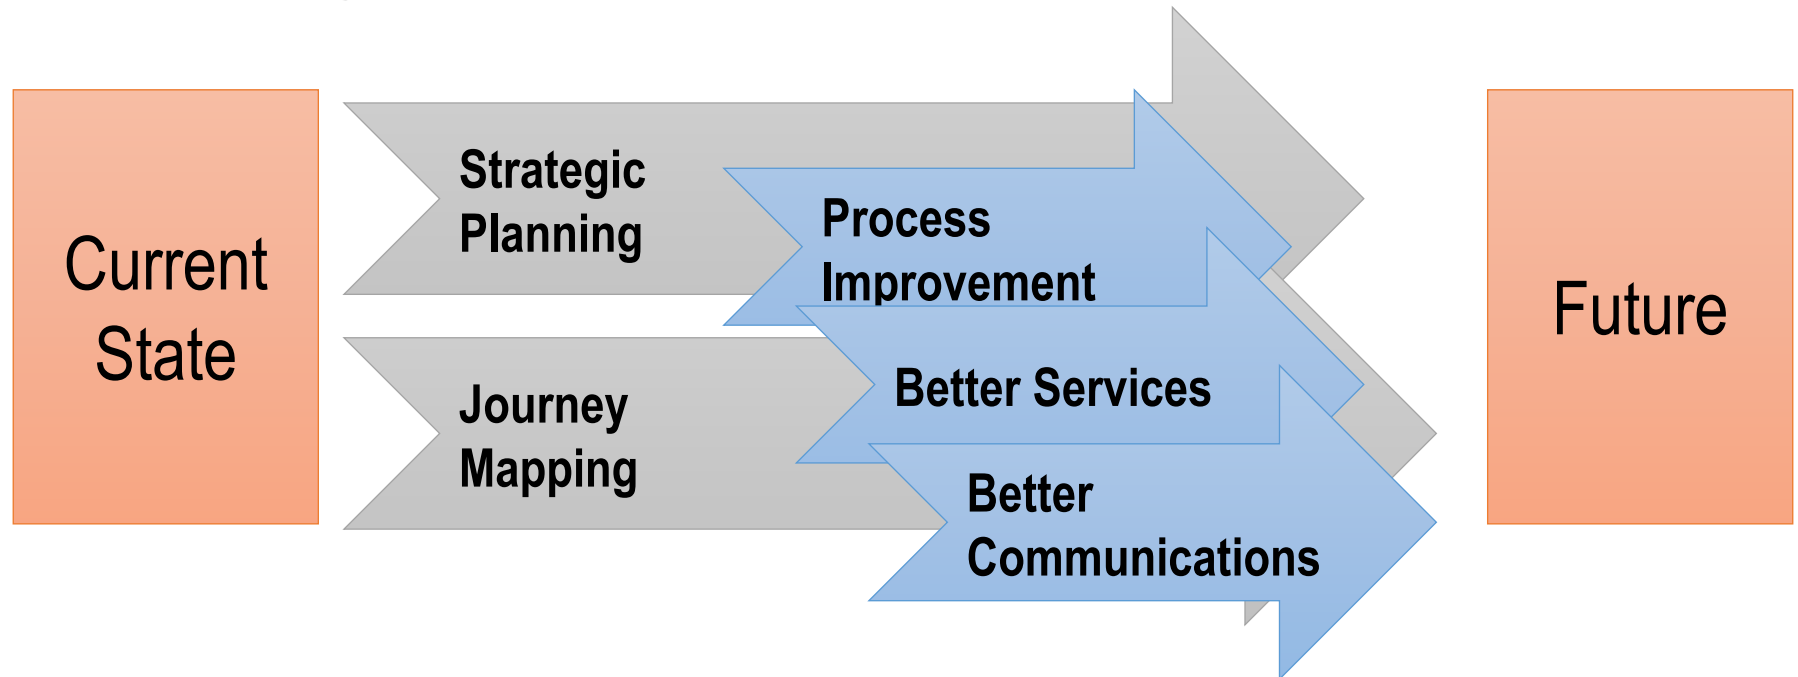 Current
State
Strategic
Planning
Journey
Mapping
Process
Improvement
Better Services
Better
Communications
Future